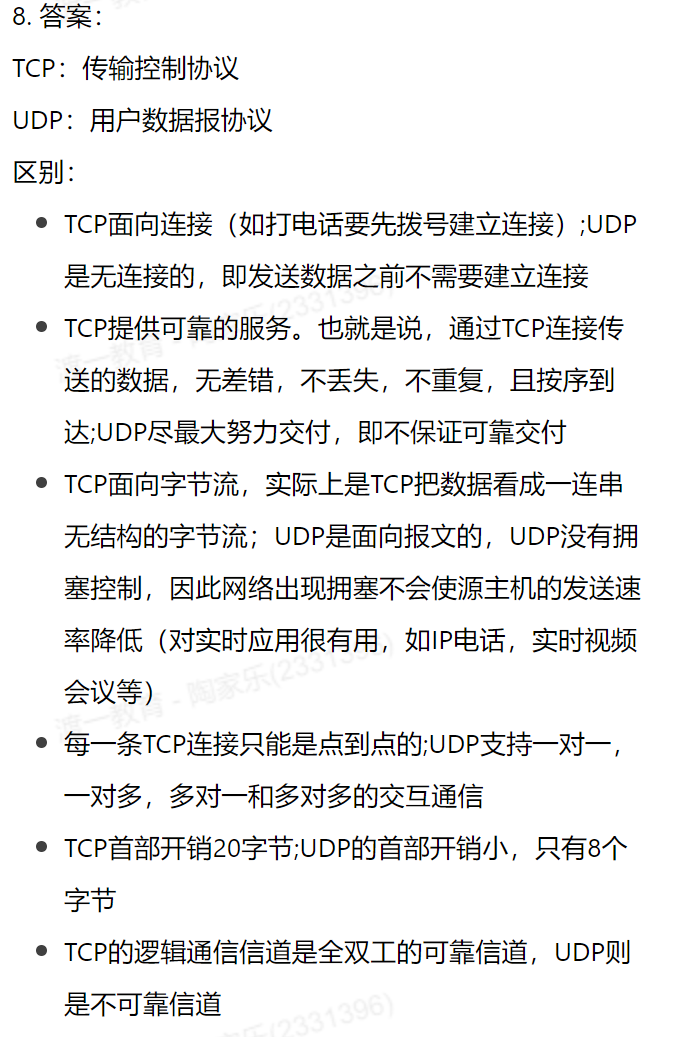 8. 答案：
TCP：传输控制协议
UDP：用户数据报协议
区别：
TCP面向连接（如打电话要先拨号建立连接）;UDP
是无连接的，即发送数据之前不需要建立连接
TCP提供可靠的服务。也就是说，通过TCP连接传
送的数据，无差错，不丢失，不重复，且按序到
达;UDP尽最大努力交付，即不保证可靠交付
TCP面向字节流，实际上是TCP把数据看成一连串
无结构的字节流；UDP是面向报文的，UDP没有拥
塞控制，因此网络出现拥塞不会使源主机的发送速
率降低（对实时应用很有用，如IP电话，实时视频
会议等）
渡一教育 - 陶家乐(2331396)
每一条TCP连接只能是点到点的;UDP支持一对一，
一对多，多对一和多对多的交互通信
TCP首部开销20字节;UDP的首部开销小，只有8个
字节
TCP的逻辑通信信道是全双工的可靠信道，UDP则
是不可靠信道